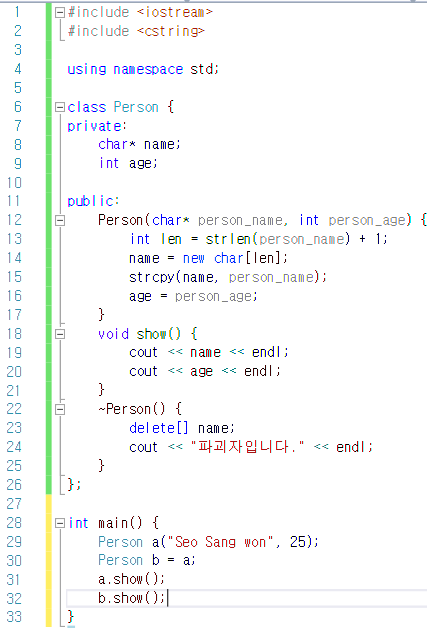 1 #include <iostream>
2 #include <cstring>
3
4 using namespace std;
5
6 class Person {
7 private:
8 char* name;
9 int age;
10
11 public:
12 Person(char* person_name, int person_age) {
13 int len = strlen(person_name) + 1;
14 name = new char[len];
15 strcpy(name, person_name);
16 age = person_age;
17 }
18 void show() {
19 cout << name << endl;
20 cout << age << endl;
21 }
22 ~Person() {
23 delete[] name;
24 cout << "파괴자입니다." << endl;
25 }
26 };
27
28 int main() {
29 Person a("Seo Sang won", 25);
30 Person b = a;
31 a.show();
32 b.show();
33 }